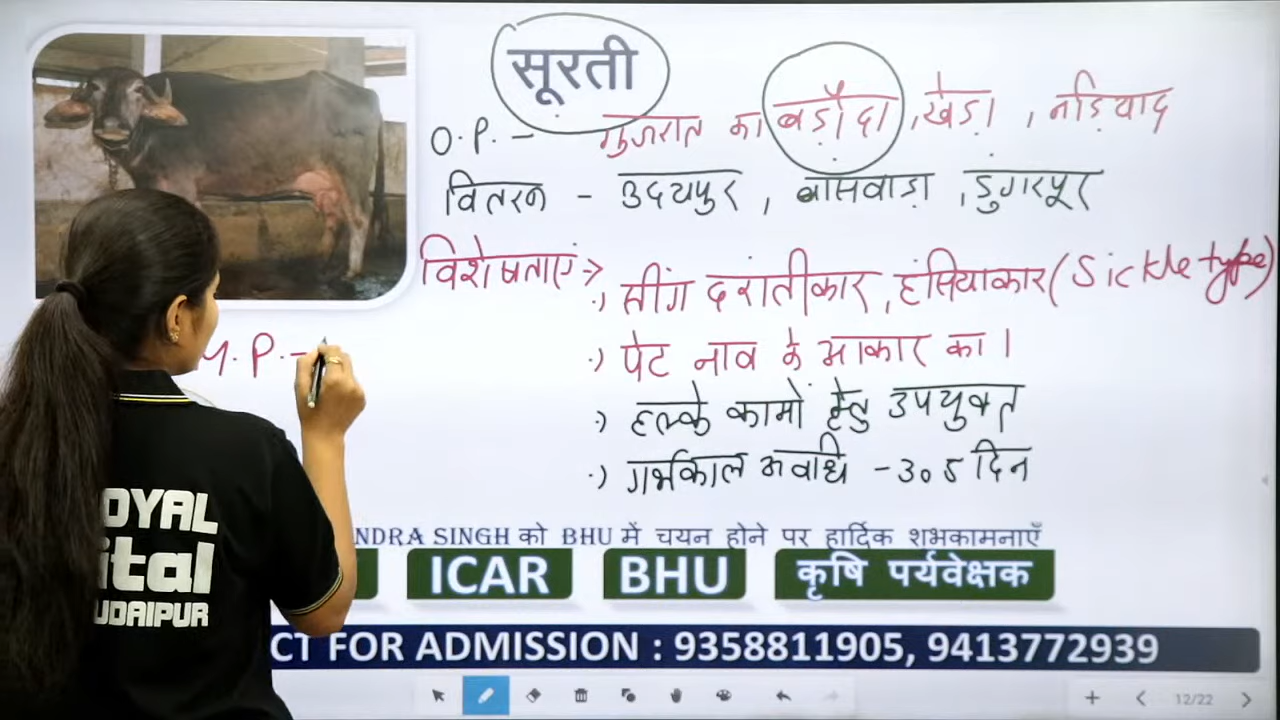 सूरती
O.P. - गुजरात का बड़ौदा, खेड़ा, नड़ियाद
वितरन - उदयपुर, बांसवाड़ा, डुंगरपूर
विशेषताएं :→
·) सींग दरांतीकार, हंसियाकार (Sickle type)
·) पेट नाव के आकार का।
·) हल्के कामों हेतु उपयुक्त
·) गर्भकाल अवधि - 305 दिन
P. -
OYAL
ital
UDAIPUR
NDRA SINGH को BHU में चयन होने पर हार्दिक शुभकामनाएँ
ICAR BHU कृषि पर्यवेक्षक
CT FOR ADMISSION : 9358811905, 9413772939
12/22